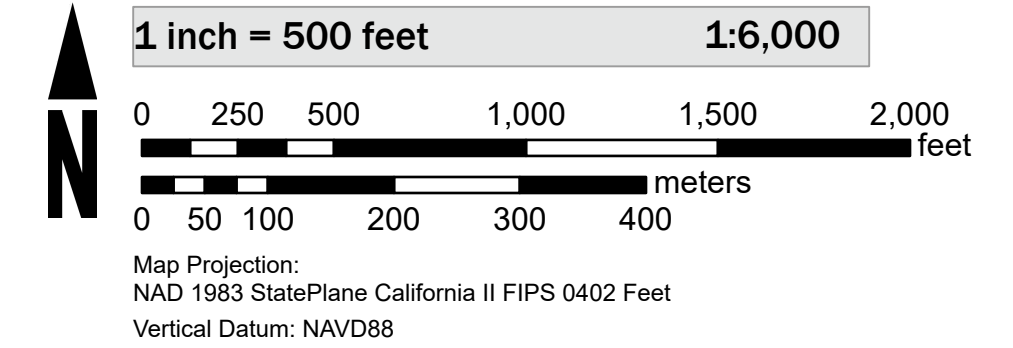 1 inch = 500 feet 1:6,000
0 250 500 1,000 1,500 2,000
feet
meters
0 50 100 200 300 400
N
Map Projection:
NAD 1983 StatePlane California II FIPS 0402 Feet
Vertical Datum: NAVD88